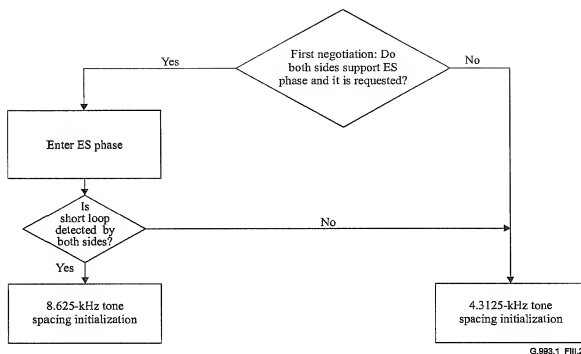 First negotiation: Do
both sides support ES
phase and it is requested?
Yes
No
Enter ES phase
Is
short loop
detected by
both sides?
No
Yes
8.625-kHz tone
spacing initialization
4.3125-kHz tone
spacing initialization
G.993.1_FIII.2